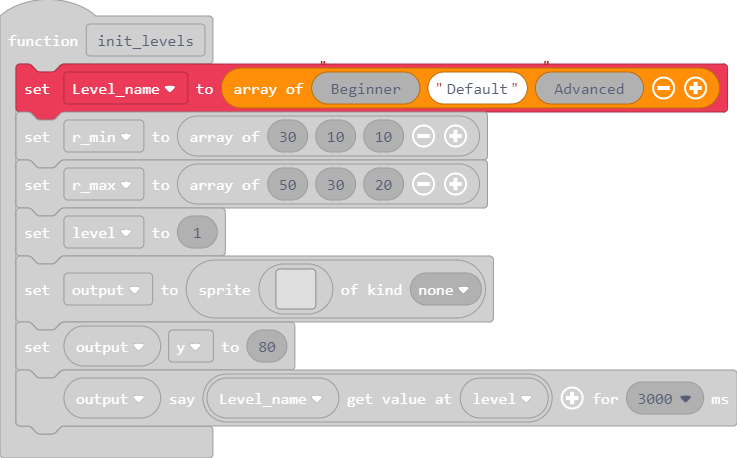 function init_levels
set Level_name to array of " Beginner "Default" " Advanced
set r_min to array of 30 10 10
set r_max to array of 50 30 20
set level to 1
set output to sprite of kind none
set output y to 80
output say Level_name get value at level for 3000 ms